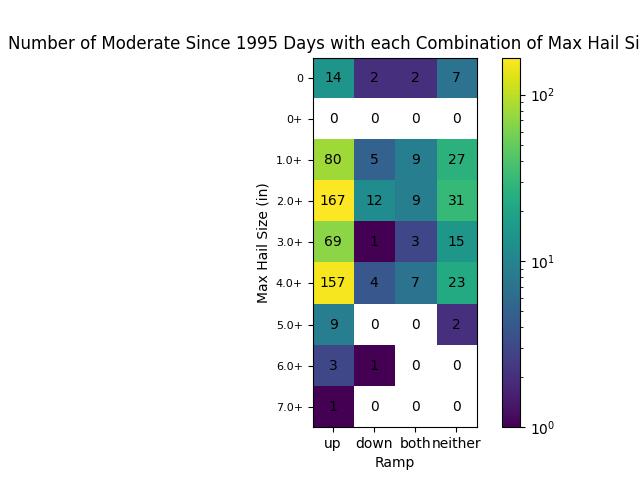 Number of Moderate Since 1995 Days with each Combination of Max Hail Si
Max Hail Size (in)
0 14 2 2 7
0+ 0 0 0 0
1.0+ 80 5 9 27
2.0+ 167 12 9 31
3.0+ 69 1 3 15
4.0+ 157 4 7 23
5.0+ 9 0 0 2
6.0+ 3 1 0 0
7.0+ 1 0 0 0
up down both neither
Ramp
10²
10¹
10⁰